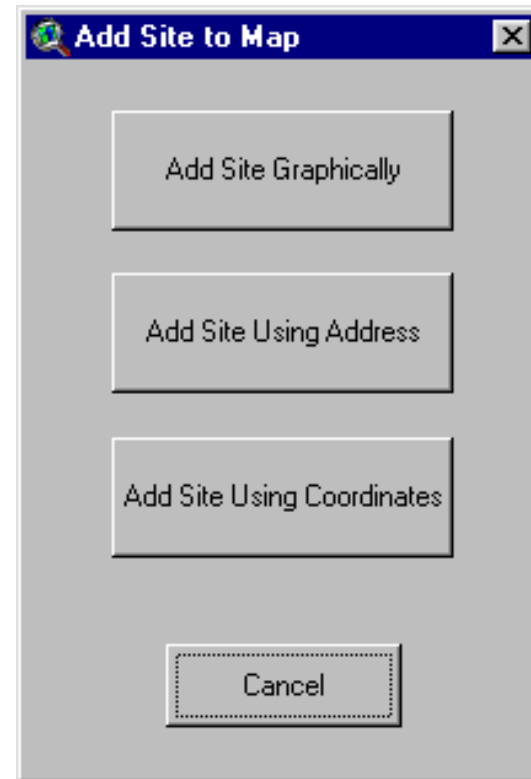 Add Site to Map
Add Site Graphically
Add Site Using Address
Add Site Using Coordinates
Cancel